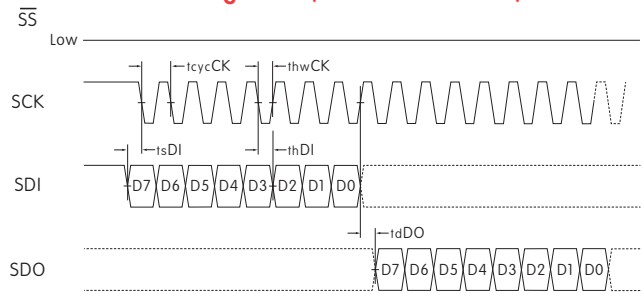 SS
Low
tcycCK
thwCK
SCK
tsDI
thDI
SDI
D7 D6 D5 D4 D3 D2 D1 D0
tdDO
SDO
D7 D6 D5 D4 D3 D2 D1 D0